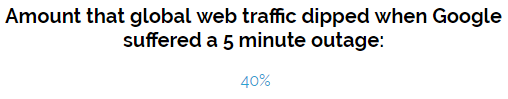 Amount that global web traffic dipped when Google
suffered a 5 minute outage:
40%